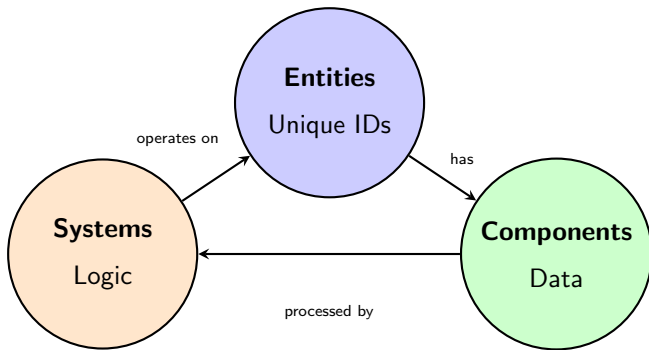 Entities
Unique IDs
operates on
has
Systems
Logic
Components
Data
processed by